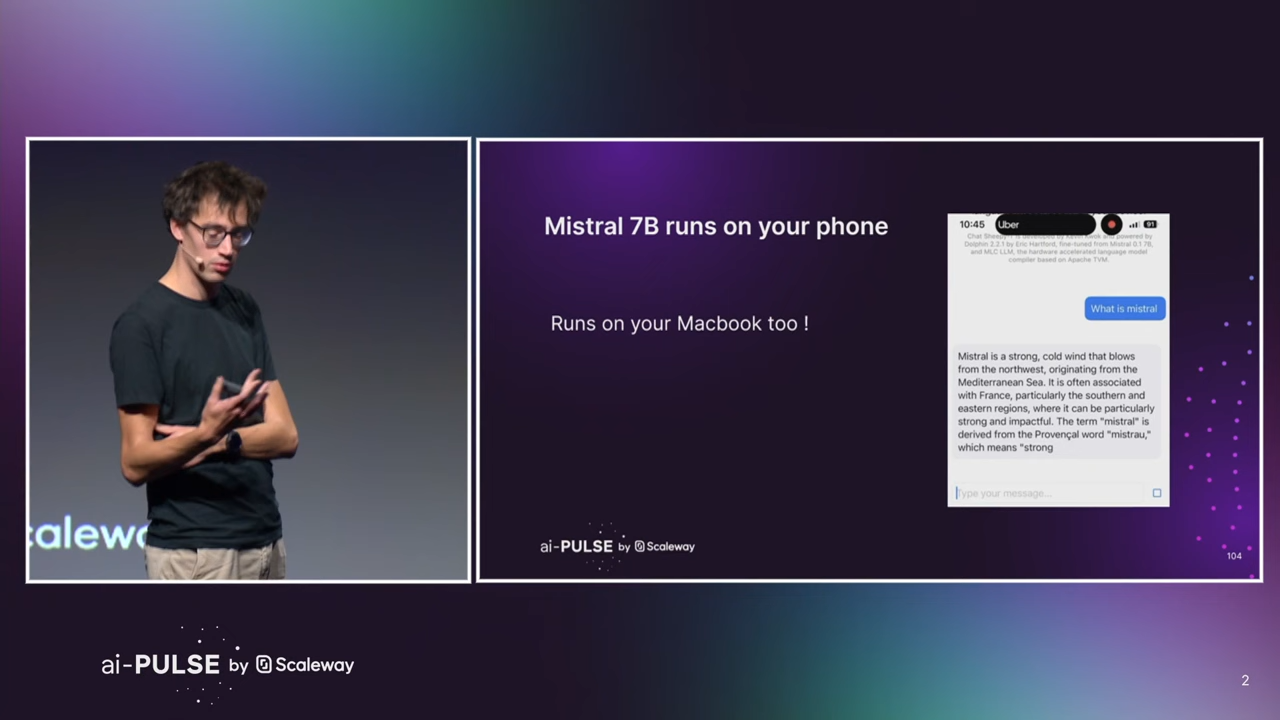 calewa
Mistral 7B runs on your phone
Runs on your Macbook too !
10:45
Uber
91
Chat
by
and powered by
Dolphin 2.2.1 by Eric Hartford, fine-tuned from Mistral 0.1 7B,
and MLC LLM, the hardware accelerated language model
compiler based on Apache TVM.
What is mistral
Mistral is a strong, cold wind that blows
from the northwest, originating from the
Mediterranean Sea. It is often associated
with France, particularly the southern and
eastern regions, where it can be particularly
strong and impactful. The term "mistral" is
derived from the Provençal word "mistrau,"
which means "strong
Type your message...
ai-PULSE by Scaleway
104
ai-PULSE by Scaleway
2